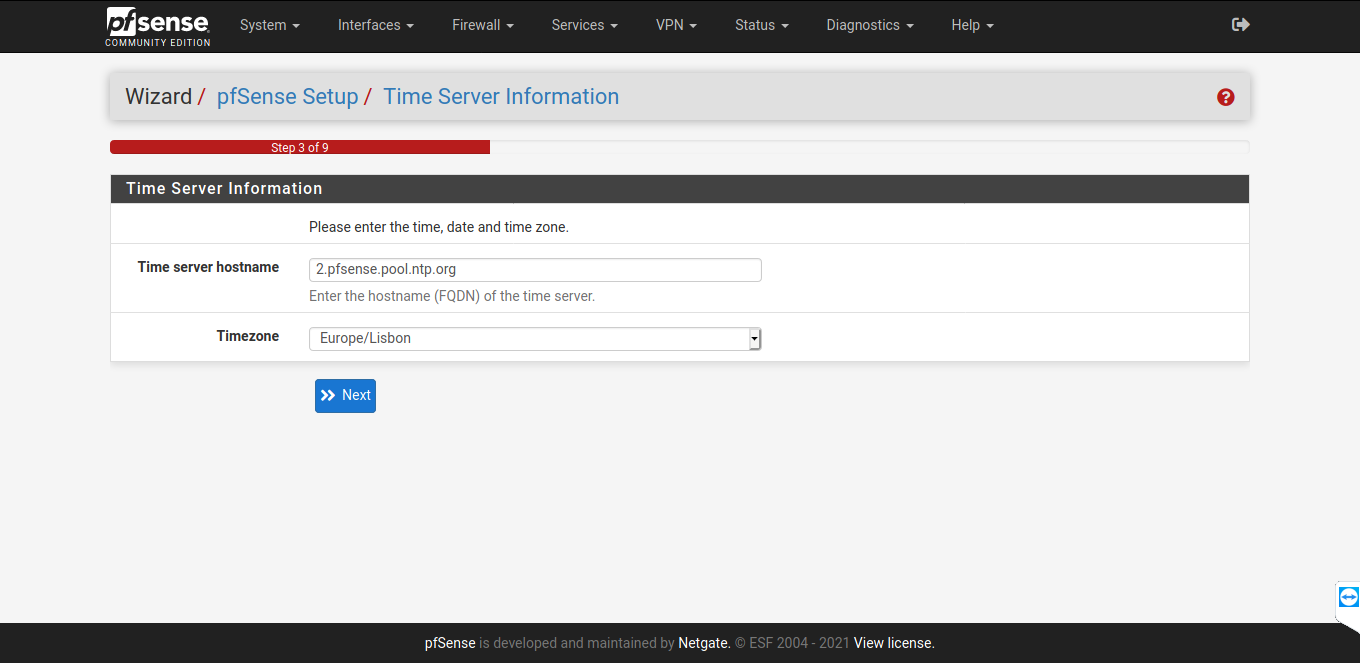 pfsense
COMMUNITY EDITION
System Interfaces Firewall Services VPN Status Diagnostics Help
Wizard / pfSense Setup / Time Server Information
Step 3 of 9
Time Server Information
Please enter the time, date and time zone.
Time server hostname 2.pfsense.pool.ntp.org
Enter the hostname (FQDN) of the time server.
Timezone Europe/Lisbon
Next
pfSense is developed and maintained by Netgate. © ESF 2004 - 2021 View license.